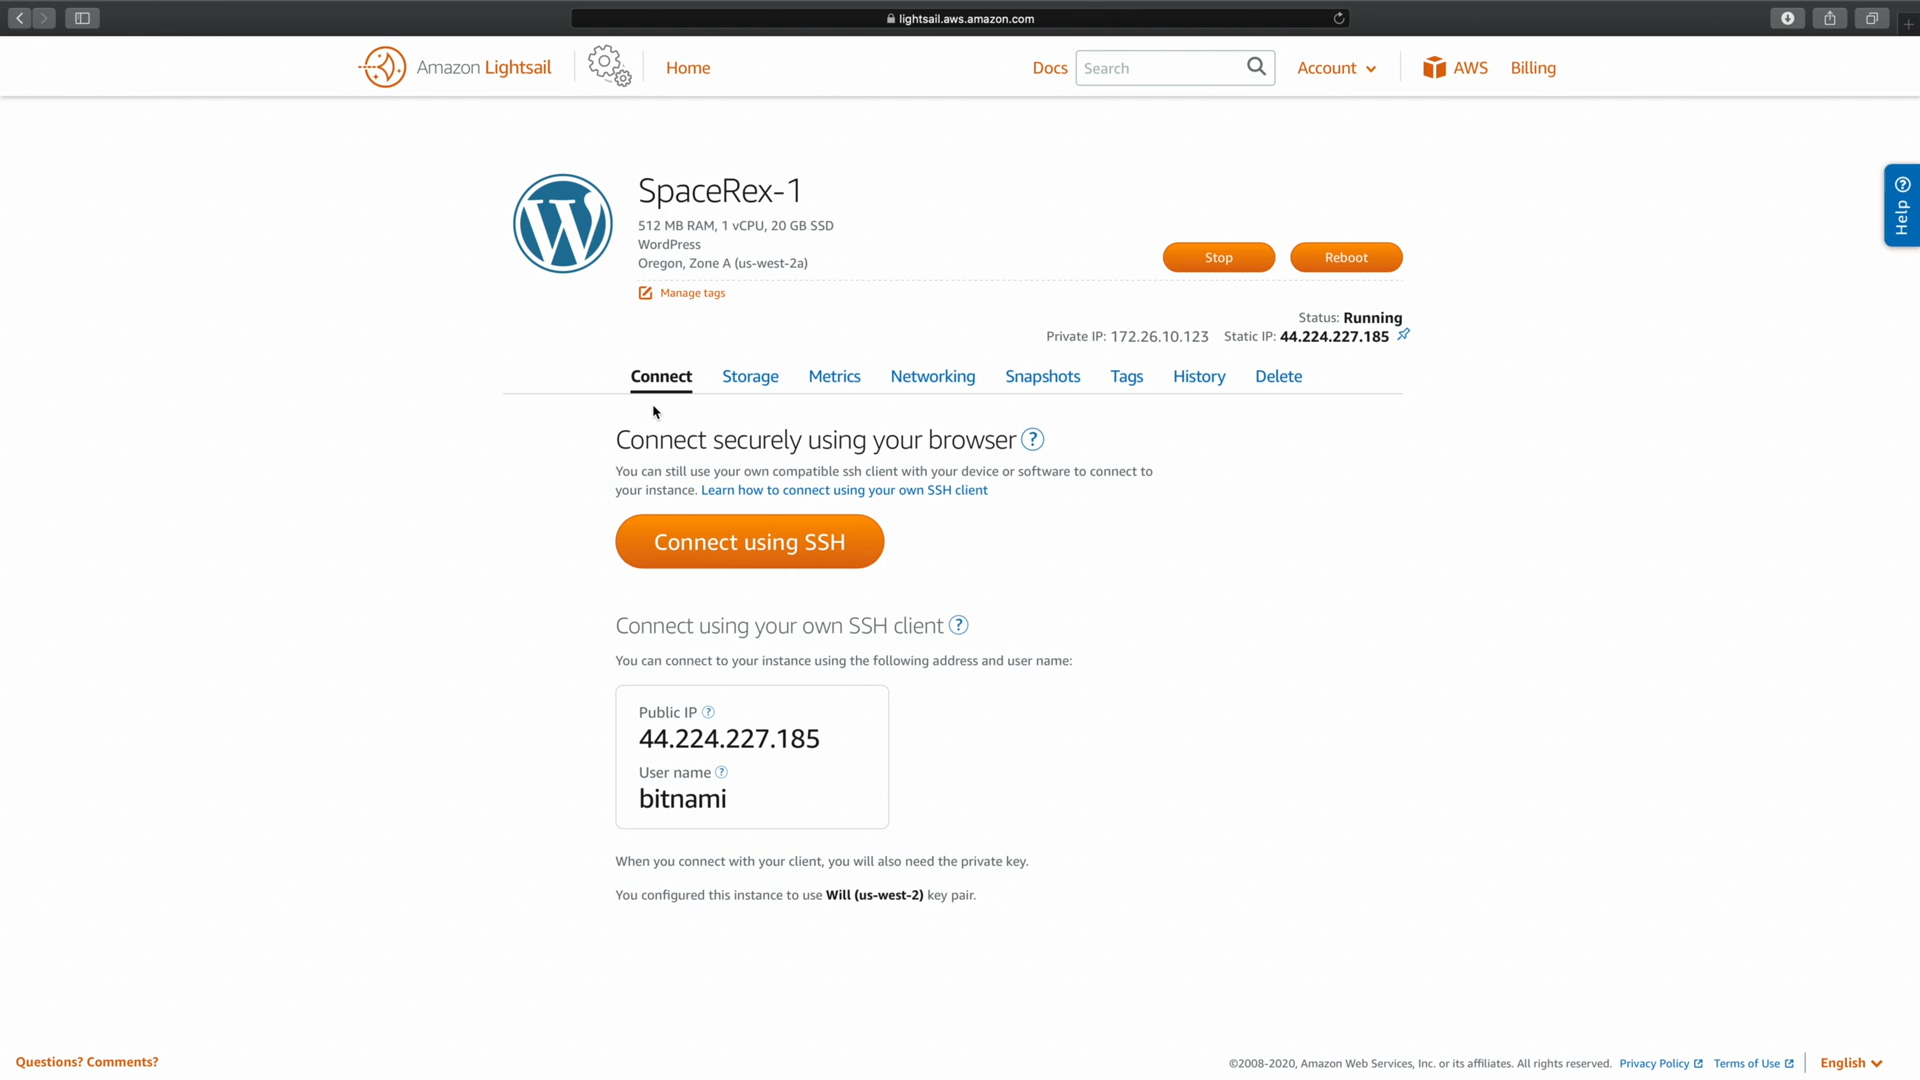 lightsail.aws.amazon.com
Amazon Lightsail
Home
Docs
Search
Account
AWS
Billing
Help
SpaceRex-1
512 MB RAM, 1 vCPU, 20 GB SSD
WordPress
Oregon, Zone A (us-west-2a)
Stop
Reboot
Manage tags
Status: Running
Private IP: 172.26.10.123 Static IP: 44.224.227.185
Connect Storage Metrics Networking Snapshots Tags History Delete
Connect securely using your browser ?
You can still use your own compatible ssh client with your device or software to connect to
your instance. Learn how to connect using your own SSH client
Connect using SSH
Connect using your own SSH client ?
You can connect to your instance using the following address and user name:
Public IP ?
44.224.227.185
User name ?
bitnami
When you connect with your client, you will also need the private key.
You configured this instance to use Will (us-west-2) key pair.
Questions? Comments?
©2008-2020, Amazon Web Services, Inc. or its affiliates. All rights reserved. Privacy Policy Terms of Use
English